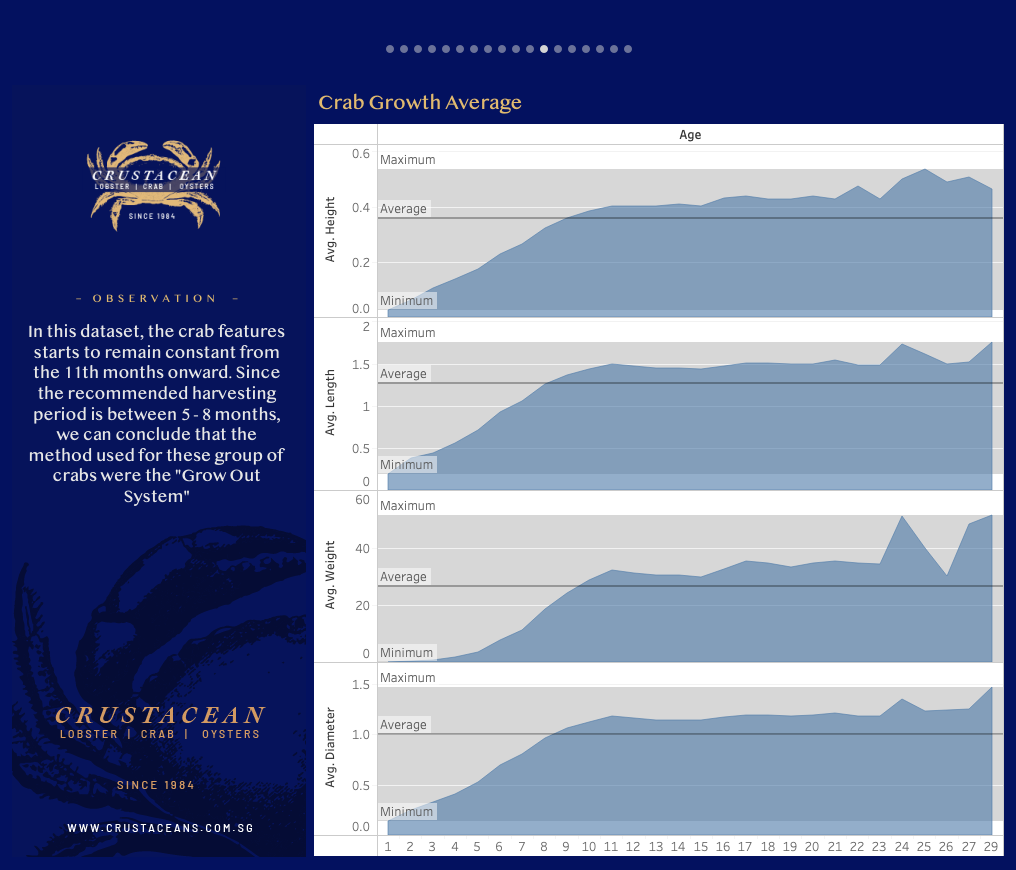 CRUSTACEAN
LOBSTER | CRAB | OYSTERS
SINCE 1984
- OBSERVATION -
In this dataset, the crab features
starts to remain constant from
the 11th months onward. Since
the recommended harvesting
period is between 5 - 8 months,
we can conclude that the
method used for these group of
crabs were the "Grow Out
System"
CRUSTACEAN
LOBSTER | CRAB | OYSTERS
SINCE 1984
WWW.CRUSTACEANS.COM.SG
Crab Growth Average
Age
Avg. Height
0.6
0.4
0.2
0.0
Maximum
Average
Minimum
Avg. Length
2
1.5
1
0.5
0
Maximum
Average
Minimum
Avg. Weight
60
40
20
0
Maximum
Average
Minimum
Avg. Diameter
1.5
1.0
0.5
0.0
Maximum
Average
Minimum
1 2 3 4 5 6 7 8 9 10 11 12 13 14 15 16 17 18 19 20 21 22 23 24 25 26 27 29